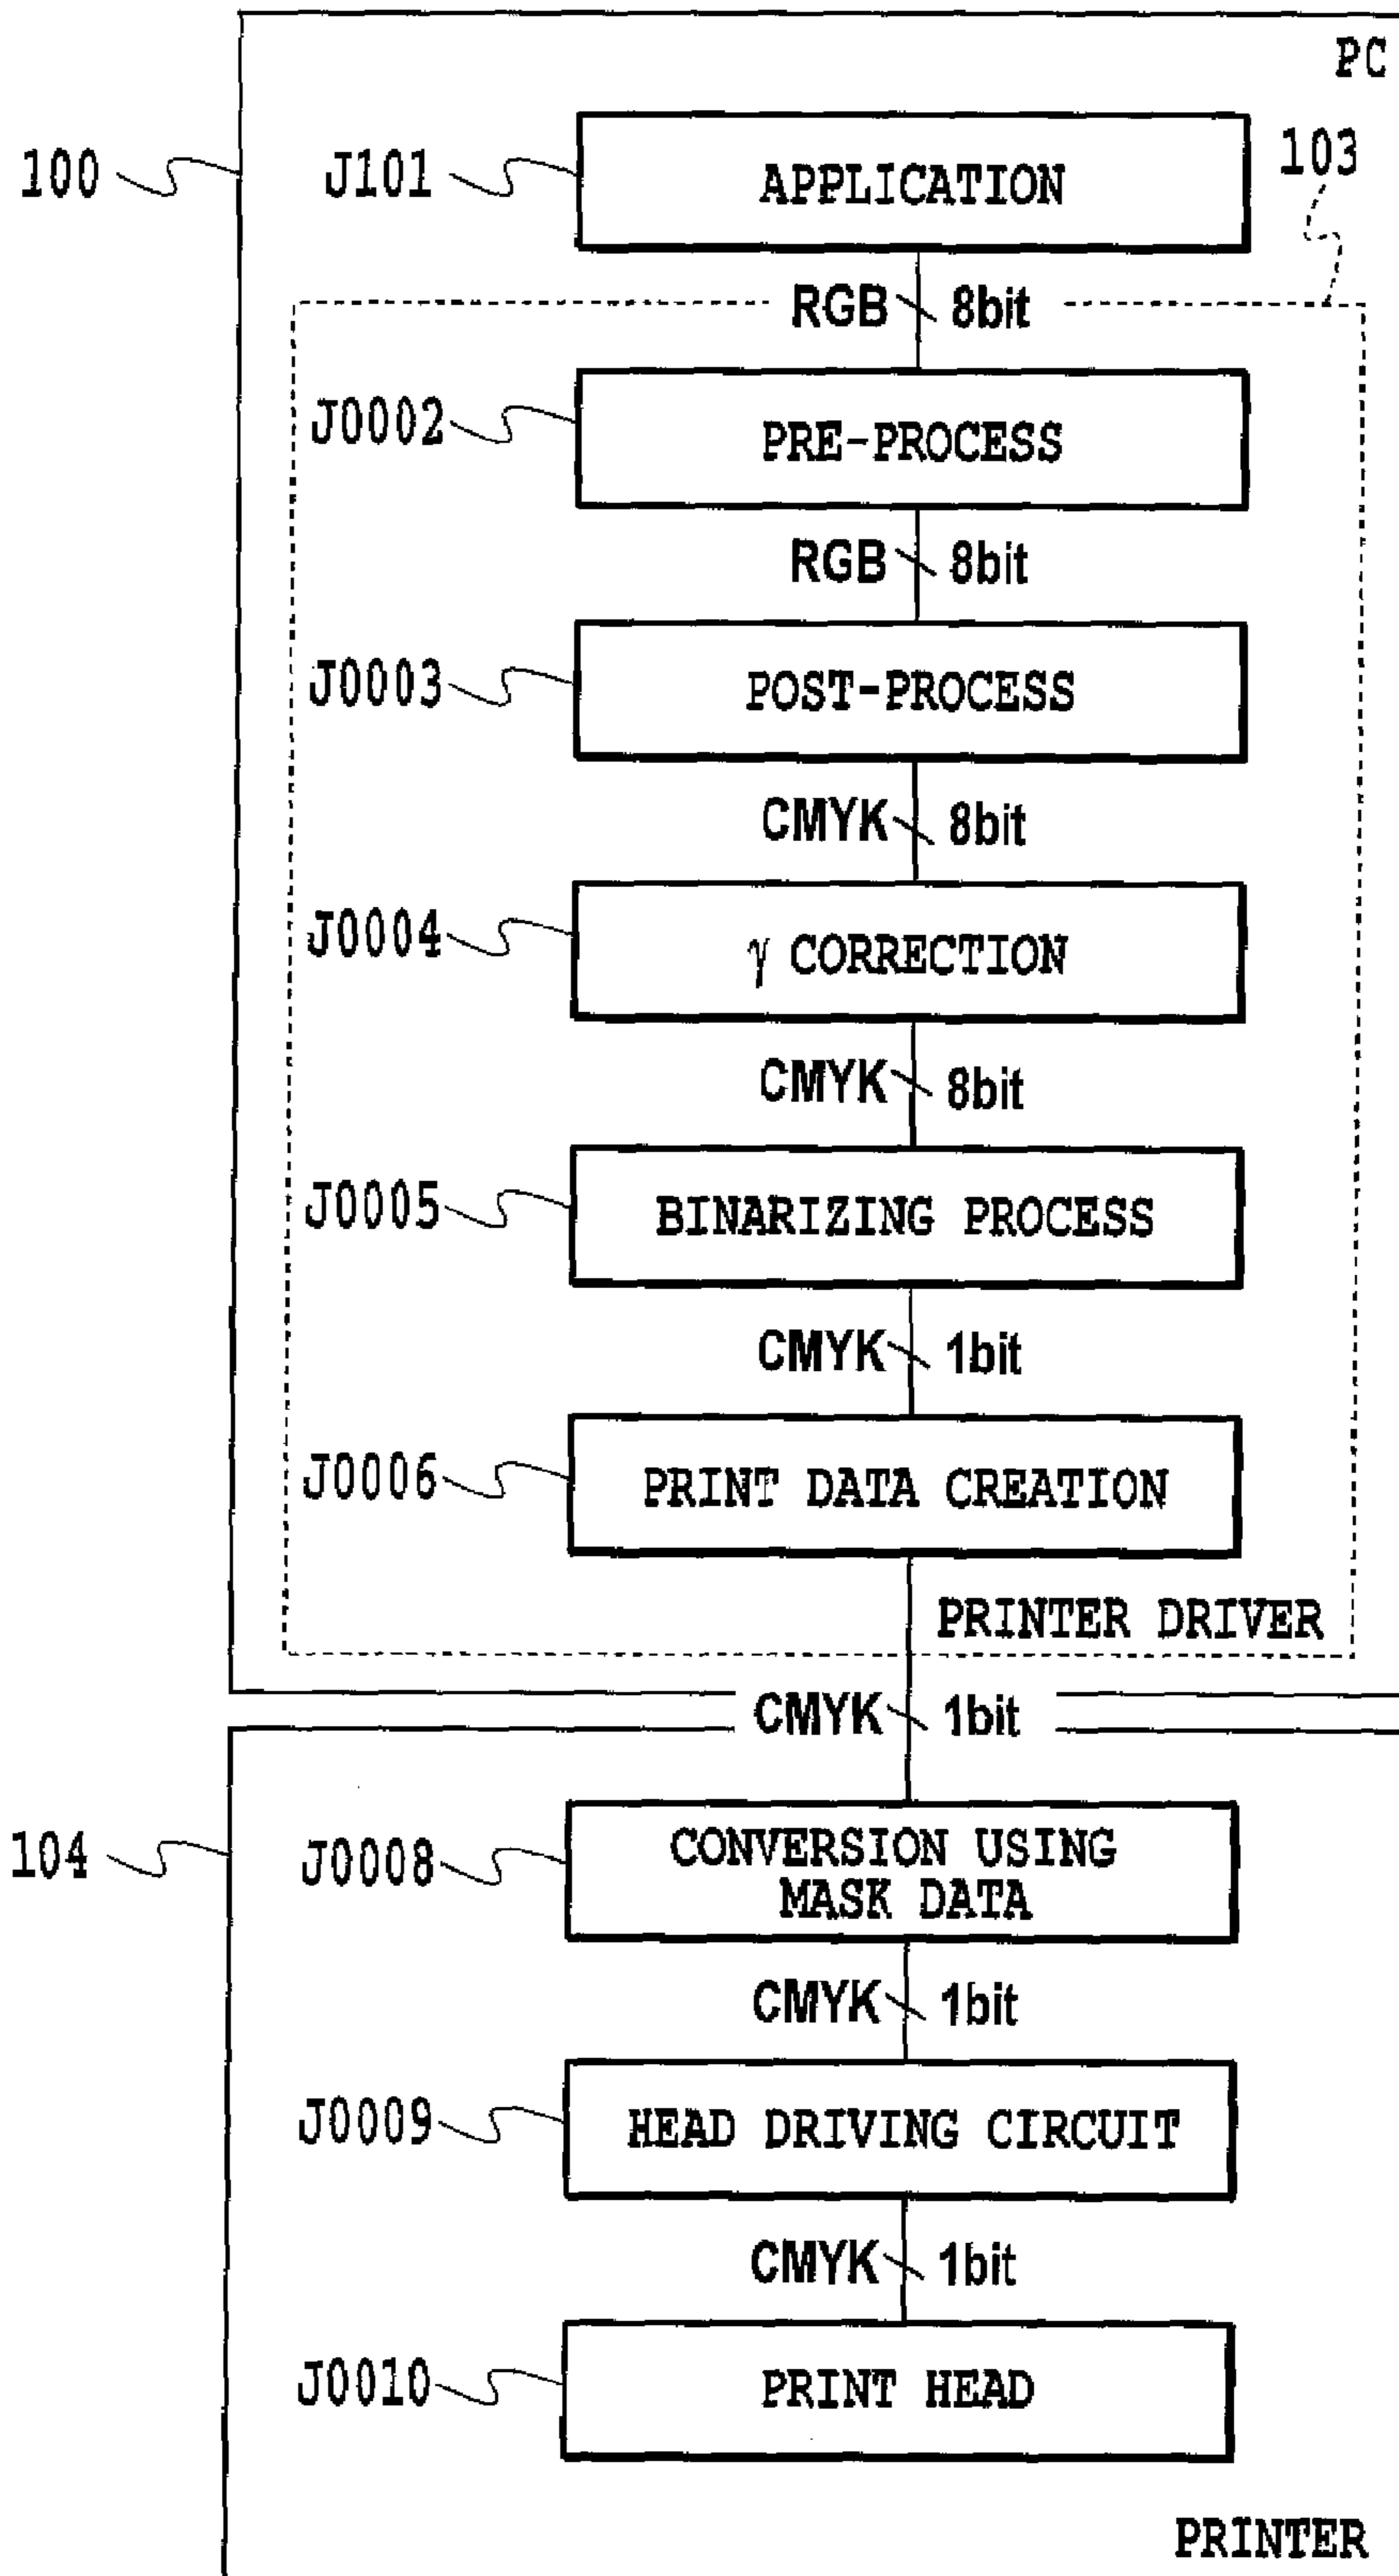 PC
100
J101
APPLICATION
103
RGB 8bit
J0002
PRE-PROCESS
RGB 8bit
J0003
POST-PROCESS
CMYK 8bit
J0004
γ CORRECTION
CMYK 8bit
J0005
BINARIZING PROCESS
CMYK 1bit
J0006
PRINT DATA CREATION
PRINTER DRIVER
CMYK 1bit
104
J0008
CONVERSION USING
MASK DATA
CMYK 1bit
J0009
HEAD DRIVING CIRCUIT
CMYK 1bit
J0010
PRINT HEAD
PRINTER